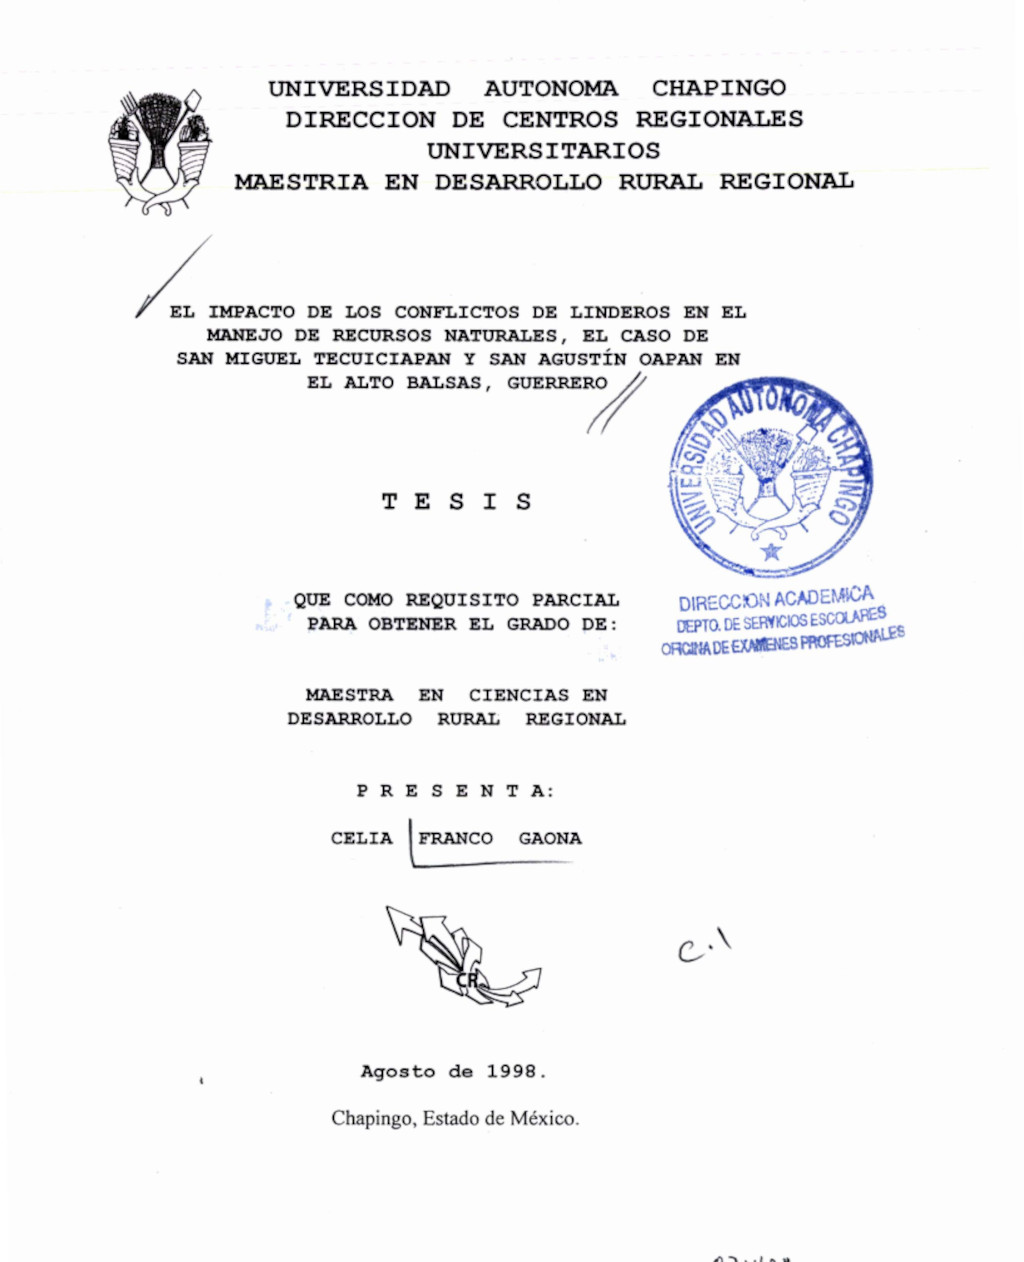 UNIVERSIDAD AUTONOMA CHAPINGO
DIRECCION DE CENTROS REGIONALES
UNIVERSITARIOS
MAESTRIA EN DESARROLLO RURAL REGIONAL
EL IMPACTO DE LOS CONFLICTOS DE LINDEROS EN EL
MANEJO DE RECURSOS NATURALES, EL CASO DE
SAN MIGUEL TECUICIAPAN Y SAN AGUSTÍN OAPAN EN
EL ALTO BALSAS, GUERRERO
UNIVERSIDAD AUTONOMA CHAPINGO
T E S I S
DIRECCION ACADEMICA
DEPTO. DE SERVICIOS ESCOLARES
OFICINA DE EXAMENES PROFESIONALES
QUE COMO REQUISITO PARCIAL
PARA OBTENER EL GRADO DE:
MAESTRA EN CIENCIAS EN
DESARROLLO RURAL REGIONAL
P R E S E N T A:
CELIA FRANCO GAONA
CR
C.1
Agosto de 1998.
Chapingo, Estado de México.